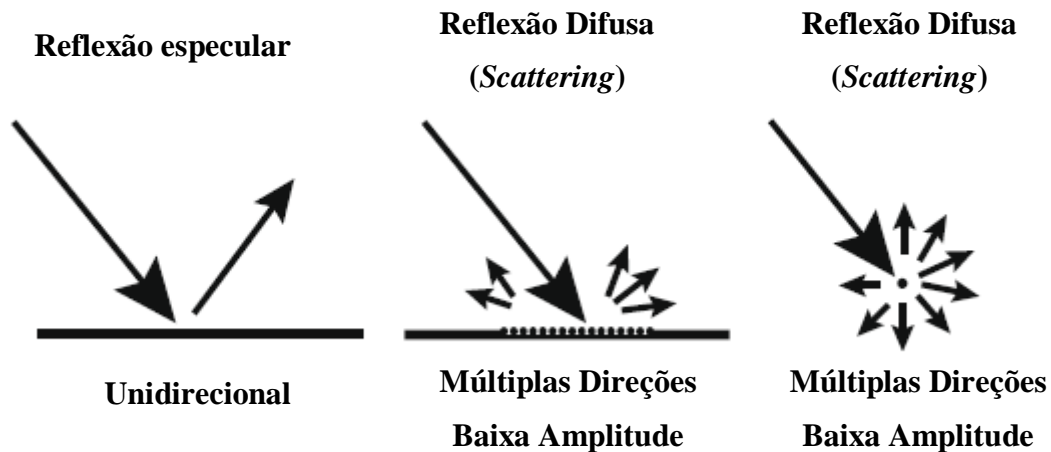 Reflexão especular
Unidirecional
Reflexão Difusa
(Scattering)
Múltiplas Direções
Baixa Amplitude
Reflexão Difusa
(Scattering)
Múltiplas Direções
Baixa Amplitude